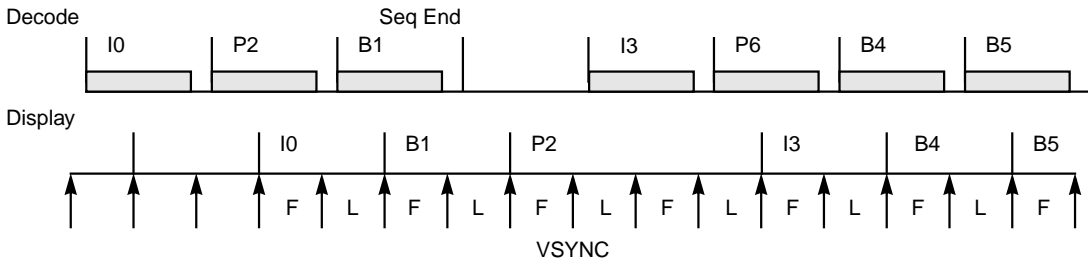 Decode Seq End
I0 P2 B1 I3 P6 B4 B5
Display
I0 B1 P2 I3 B4 B5
F L F L F L F L F L F L F
VSYNC